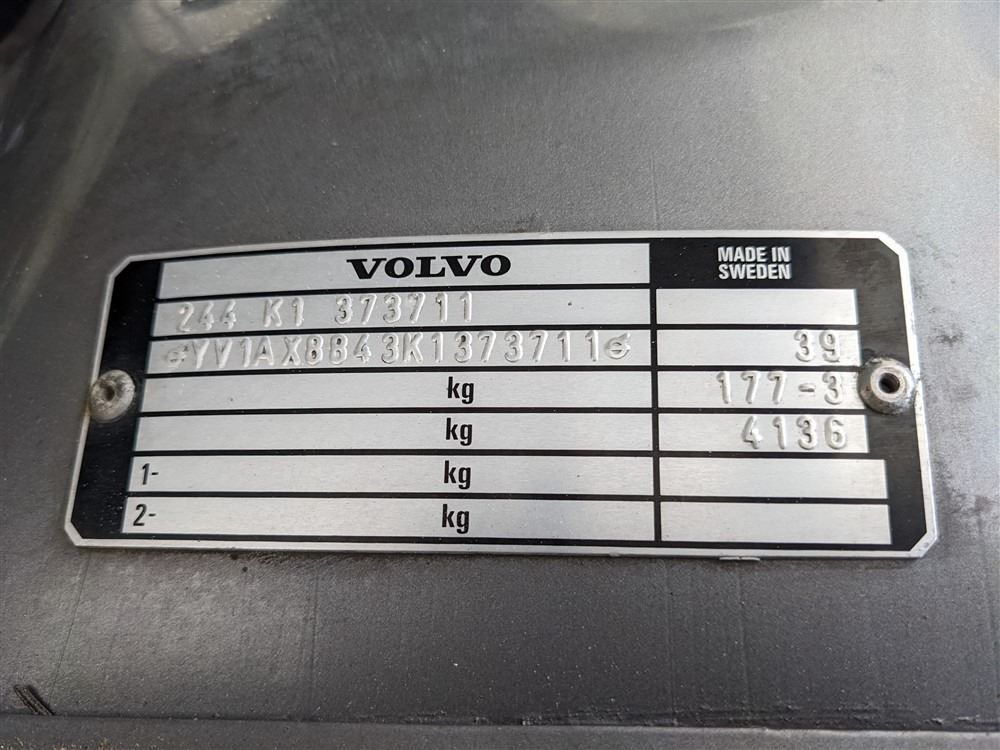 VOLVO MADE IN
SWEDEN
244 K1 373711
YV1AX8843K1373711 39
kg 177-3
kg 4136
1- kg
2- kg